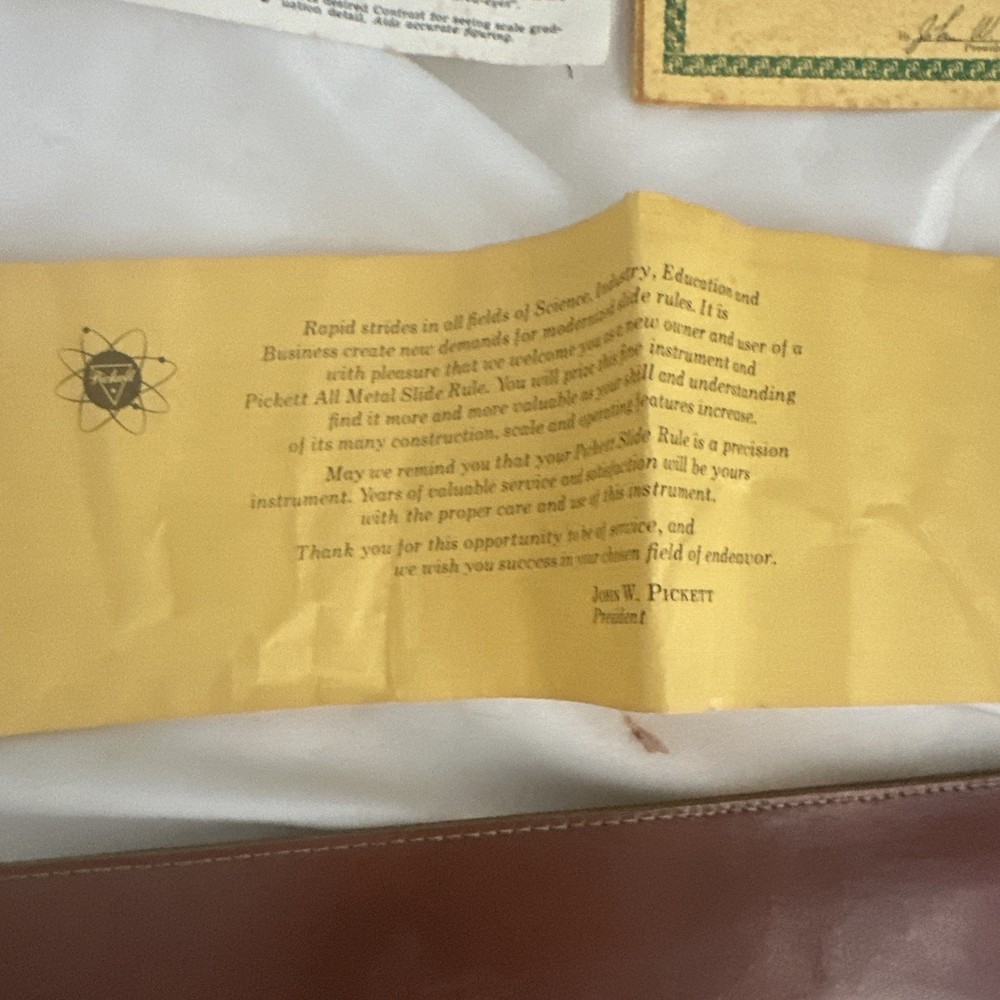 desired Contrast for seeing scale grad-
uation detail. Aids accurate figuring.
John W.
Pickett
Rapid strides in all fields of Science, Industry, Education and
Business create new demands for modernized slide rules. It is
with pleasure that we welcome you as a new owner and user of a
Pickett All Metal Slide Rule. You will prize this fine instrument and
find it more and more valuable as your skill and understanding
of its many construction, scale and operating features increase.
May we remind you that your Pickett Slide Rule is a precision
instrument. Years of valuable service and satisfaction will be yours
with the proper care and use of this instrument.
Thank you for this opportunity to be of service, and
we wish you success in your chosen field of endeavor.
JOHN W. PICKETT
President